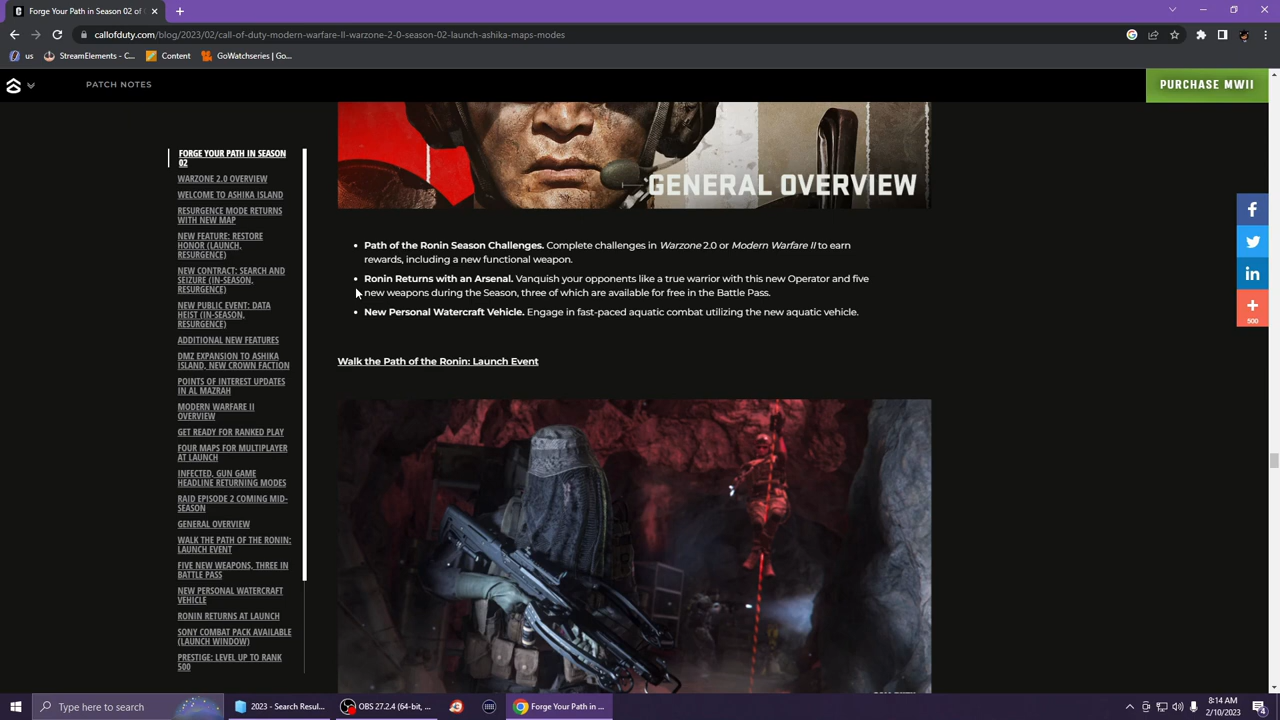 Forge Your Path in
callofduty.com/blog/2023/02/call-of-duty-modern-warfare-II-warzone-2-0-season-02-launch-maps-modes
us
StreamElements - C...
Content
GoWatchseries | Go...
PATCH NOTES
PURCHASE MWII
FORGE YOUR PATH IN SEASON
02
WARZONE 2.0 OVERVIEW
WELCOME TO ASHIKA ISLAND
RESURGENCE MODE RETURNS
WITH NEW MAP
NEW FEATURE: RESTORE
HONOR (LAUNCH,
RESURGENCE)
NEW CONTRACT: SEARCH AND
SEIZURE (IN-SEASON,
RESURGENCE)
NEW PUBLIC EVENT: DATA
HEIST (IN-SEASON,
RESURGENCE)
ADDITIONAL NEW FEATURES
DMZ EXPANSION TO ASHIKA
ISLAND, NEW CROWN FACTION
POINTS OF INTEREST UPDATES
IN AL MAZRAH
MODERN WARFARE II
OVERVIEW
GET READY FOR RANKED PLAY
FOUR MAPS FOR MULTIPLAYER
AT LAUNCH
INFECTED, GUN GAME
HEADLINE RETURNING MODES
RAID EPISODE 2 COMING MID-
SEASON
GENERAL OVERVIEW
WALK THE PATH OF THE RONIN:
LAUNCH EVENT
FIVE NEW WEAPONS, THREE IN
BATTLE PASS
NEW PERSONAL WATERCRAFT
VEHICLE
RONIN RETURNS AT LAUNCH
SONY COMBAT PACK AVAILABLE
(LAUNCH WINDOW)
PRESTIGE: LEVEL UP TO RANK
500
GENERAL OVERVIEW
• Path of the Ronin Season Challenges. Complete challenges in Warzone 2.0 or Modern Warfare II to earn
rewards, including a new functional weapon.
• Ronin Returns with an Arsenal. Vanquish your opponents like a true warrior with this new Operator and five
new weapons during the Season, three of which are available for free in the Battle Pass.
• New Personal Watercraft Vehicle. Engage in fast-paced aquatic combat utilizing the new aquatic vehicle.
Walk the Path of the Ronin: Launch Event
500
Type here to search
2023 - Search Resul...
OBS 27.2.4 (64-bit, ...
Forge Your Path in ...
8:14 AM
2/10/2023
4